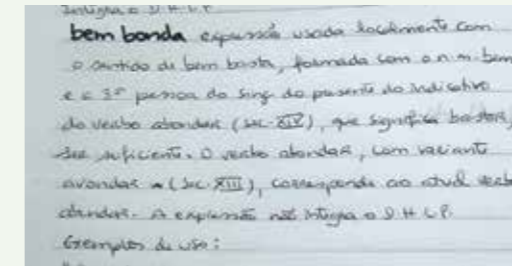 Integra o D.H.L.P.
bem bonda expressão usada localmente com
o sentido de bem basta, formada com o n. m. bem
e a 3ª pessoa do sing. do presente do indicativo
do verbo abondar (séc. XIV), que significa bastar,
ser suficiente. O verbo abondar, com variante
avondar (séc. XIII), corresponde ao atual verbo
abundar. A expressão não integra o D.H.L.P.
Exemplos de uso: